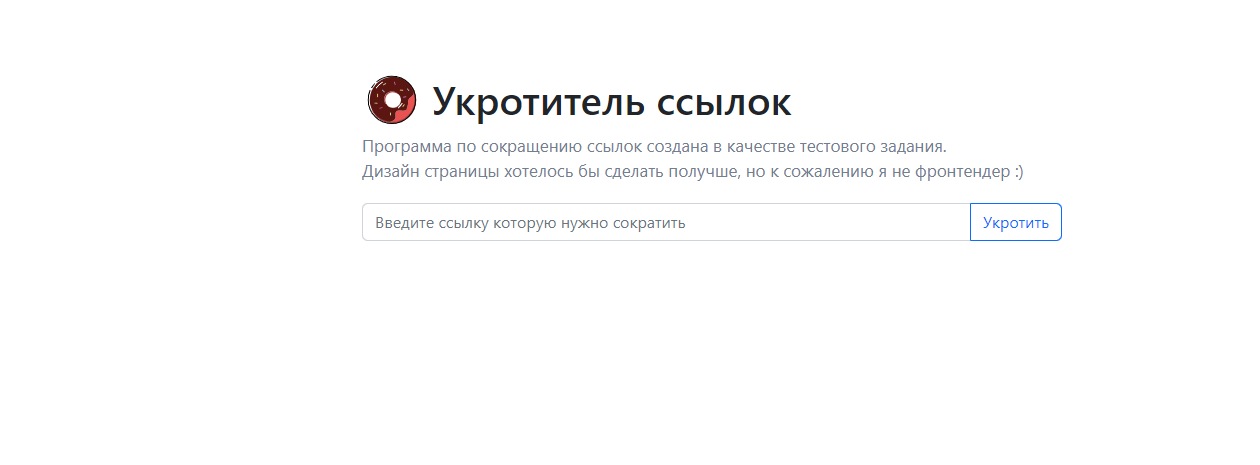 Укротитель ссылок
Программа по сокращению ссылок создана в качестве тестового задания.
Дизайн страницы хотелось бы сделать получше, но к сожалению я не фронтендер :)
Введите ссылку которую нужно сократить
Укротить